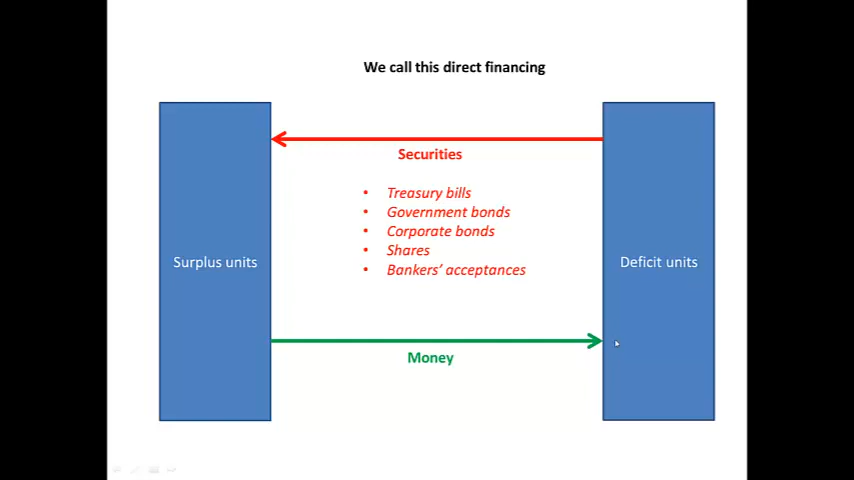 We call this direct financing
Securities
• Treasury bills
• Government bonds
• Corporate bonds
• Shares
• Bankers’ acceptances
Surplus units
Deficit units
Money